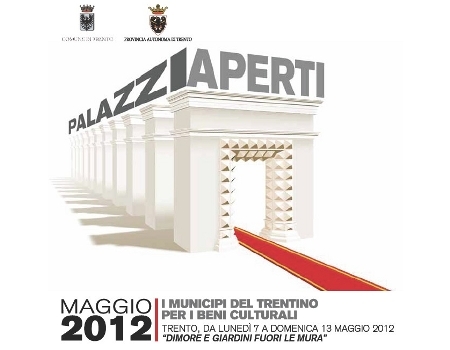 COMUNE DI TRENTO
PROVINCIA AUTONOMA DI TRENTO
PALAZZI APERTI
MAGGIO
2012
I MUNICIPI DEL TRENTINO
PER I BENI CULTURALI
TRENTO, DA LUNEDÌ 7 A DOMENICA 13 MAGGIO 2012
"DIMORE E GIARDINI FUORI LE MURA"